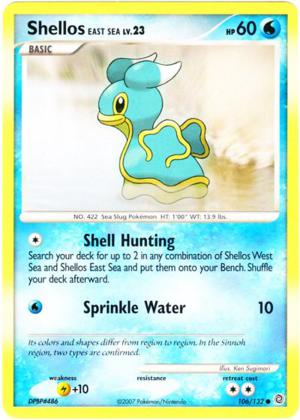 Shellos EAST SEA LV.23 HP 60
BASIC
NO. 422 Sea Slug Pokémon HT: 1'00" WT: 13.9 lbs.
Shell Hunting
Search your deck for up to 2 in any combination of Shellos West
Sea and Shellos East Sea and put them onto your Bench. Shuffle
your deck afterward.
Sprinkle Water 10
Its colors and shapes differ from region to region. In the Sinnoh
region, two types are confirmed.
Illus. Ken Sugimori
weakness resistance retreat cost
+10
DPBP#486 ©2007 Pokémon/Nintendo 106/132